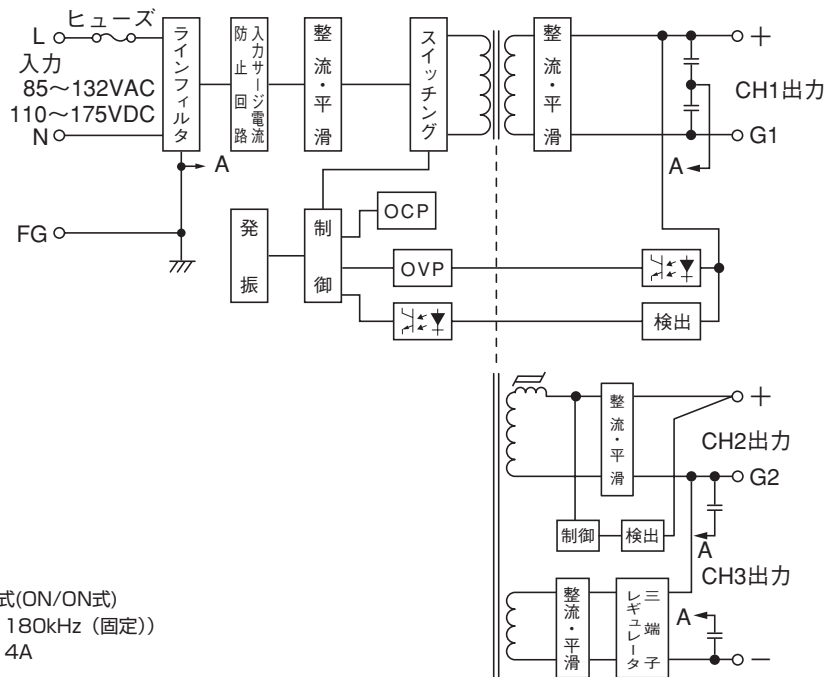 ヒューズ
L
入力
85〜132VAC
110〜175VDC
N
FG
ラインフィルタ
A
入力サージ電流
防止回路
整流・平滑
スイッチング
整流・平滑
+
CH1出力
G1
A
発振
制御
OCP
OVP
検出
整流・平滑
+
CH2出力
G2
制御
検出
A
CH3出力
整流・平滑
三端子
レギュレータ
A
−
式(ON/ON式)
180kHz（固定））
4A